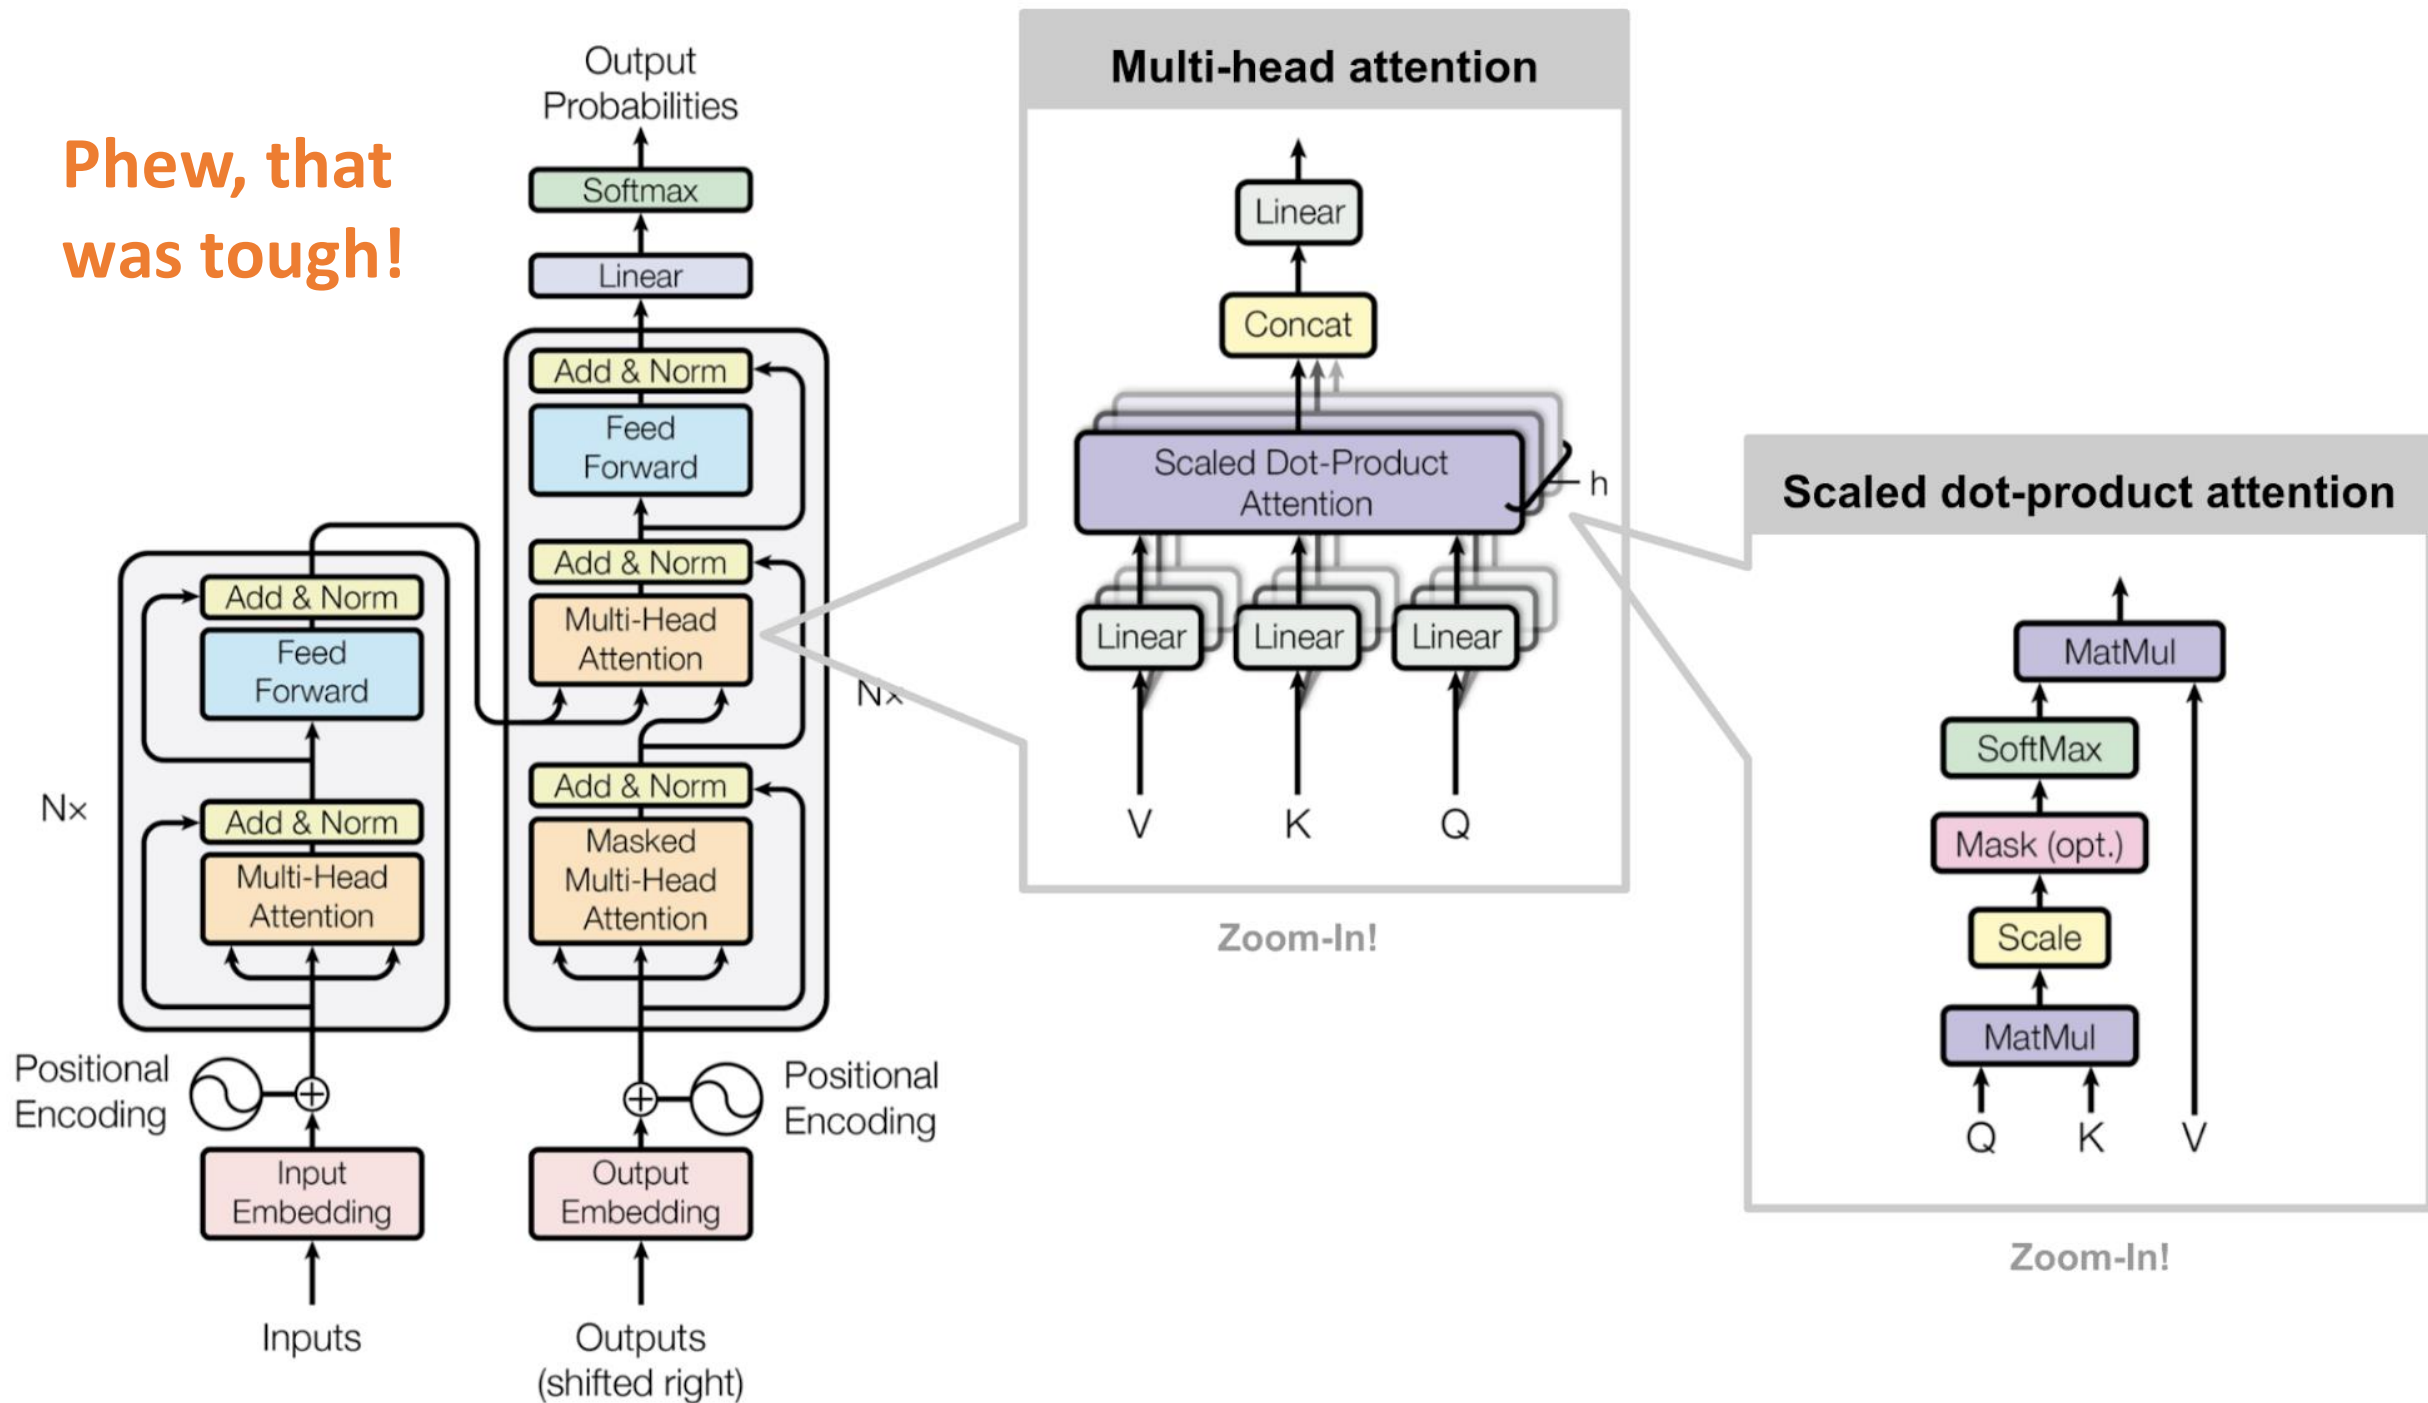 Phew, that
was tough!
Output
Probabilities
Softmax
Linear
Add & Norm
Feed
Forward
Add & Norm
Multi-Head
Attention
Add & Norm
Masked
Multi-Head
Attention
N×
Positional
Encoding
Output
Embedding
Outputs
(shifted right)
Add & Norm
Feed
Forward
Add & Norm
Multi-Head
Attention
N×
Positional
Encoding
Input
Embedding
Inputs
Multi-head attention
Linear
Concat
Scaled Dot-Product
Attention
h
Linear Linear Linear
V K Q
Zoom-In!
Scaled dot-product attention
MatMul
SoftMax
Mask (opt.)
Scale
MatMul
Q K V
Zoom-In!